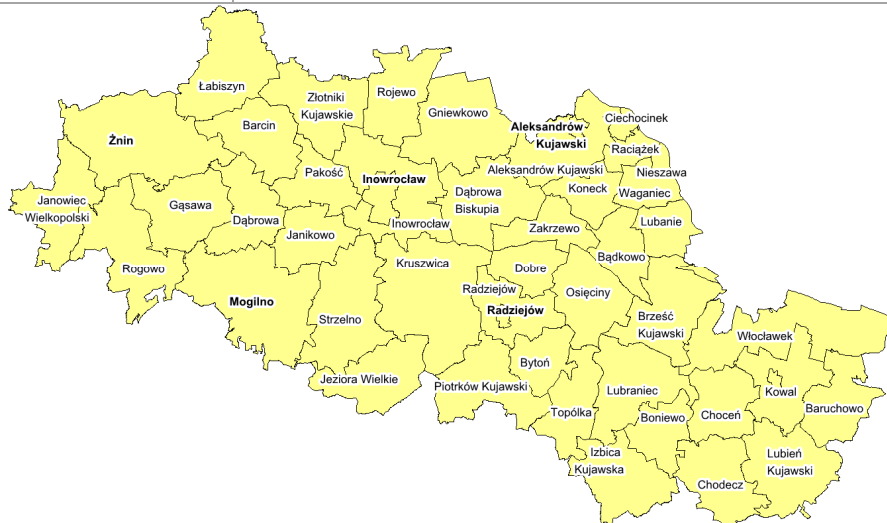 Łabiszyn
Złotniki
Kujawskie
Rojewo
Gniewkowo
Żnin
Barcin
Aleksandrów
Kujawski
Ciechocinek
Raciążek
Nieszawa
Pakość
Inowrocław
Aleksandrów Kujawski
Koneck
Waganiec
Janowiec
Wielkopolski
Gąsawa
Dąbrowa
Dąbrowa
Biskupia
Inowrocław
Janikowo
Zakrzewo
Lubanie
Bądkowo
Rogowo
Kruszwica
Dobre
Radziejów
Osięciny
Mogilno
Strzelno
Radziejów
Brześć
Kujawski
Włocławek
Jeziora Wielkie
Piotrków Kujawski
Bytoń
Lubraniec
Kowal
Baruchowo
Topólka
Boniewo
Choceń
Izbica
Kujawska
Chodecz
Lubień
Kujawski